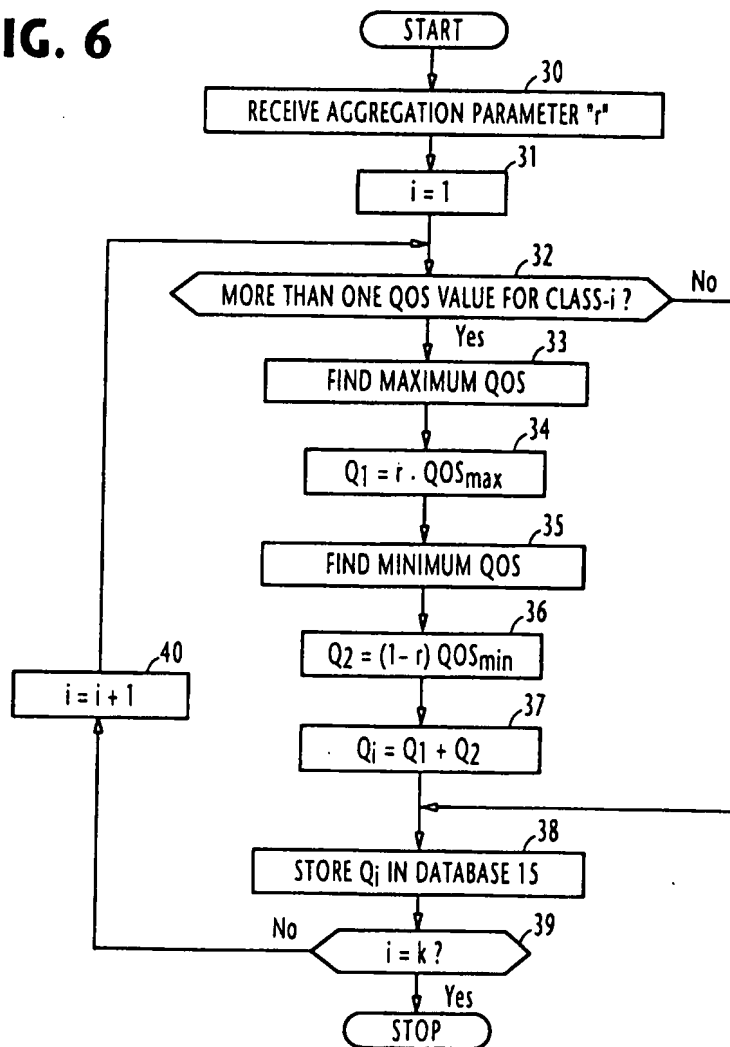 IG. 6
START
30
RECEIVE AGGREGATION PARAMETER "r"
31
i = 1
32
MORE THAN ONE QOS VALUE FOR CLASS-i ?
No
Yes
33
FIND MAXIMUM QOS
34
Q1 = r . QOSmax
35
FIND MINIMUM QOS
36
Q2 = (1- r) QOSmin
40
i = i + 1
37
Qi = Q1 + Q2
38
STORE Qi IN DATABASE 15
No
39
i = k ?
Yes
STOP